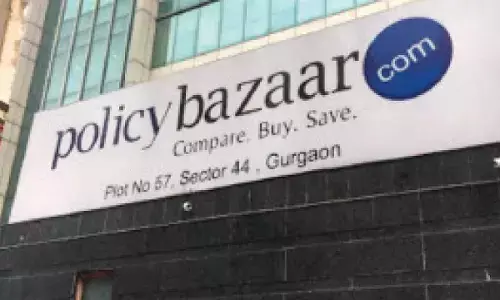 policybazaar com
Compare. Buy. Save.
Plot No 57, Sector 44 , Gurgaon